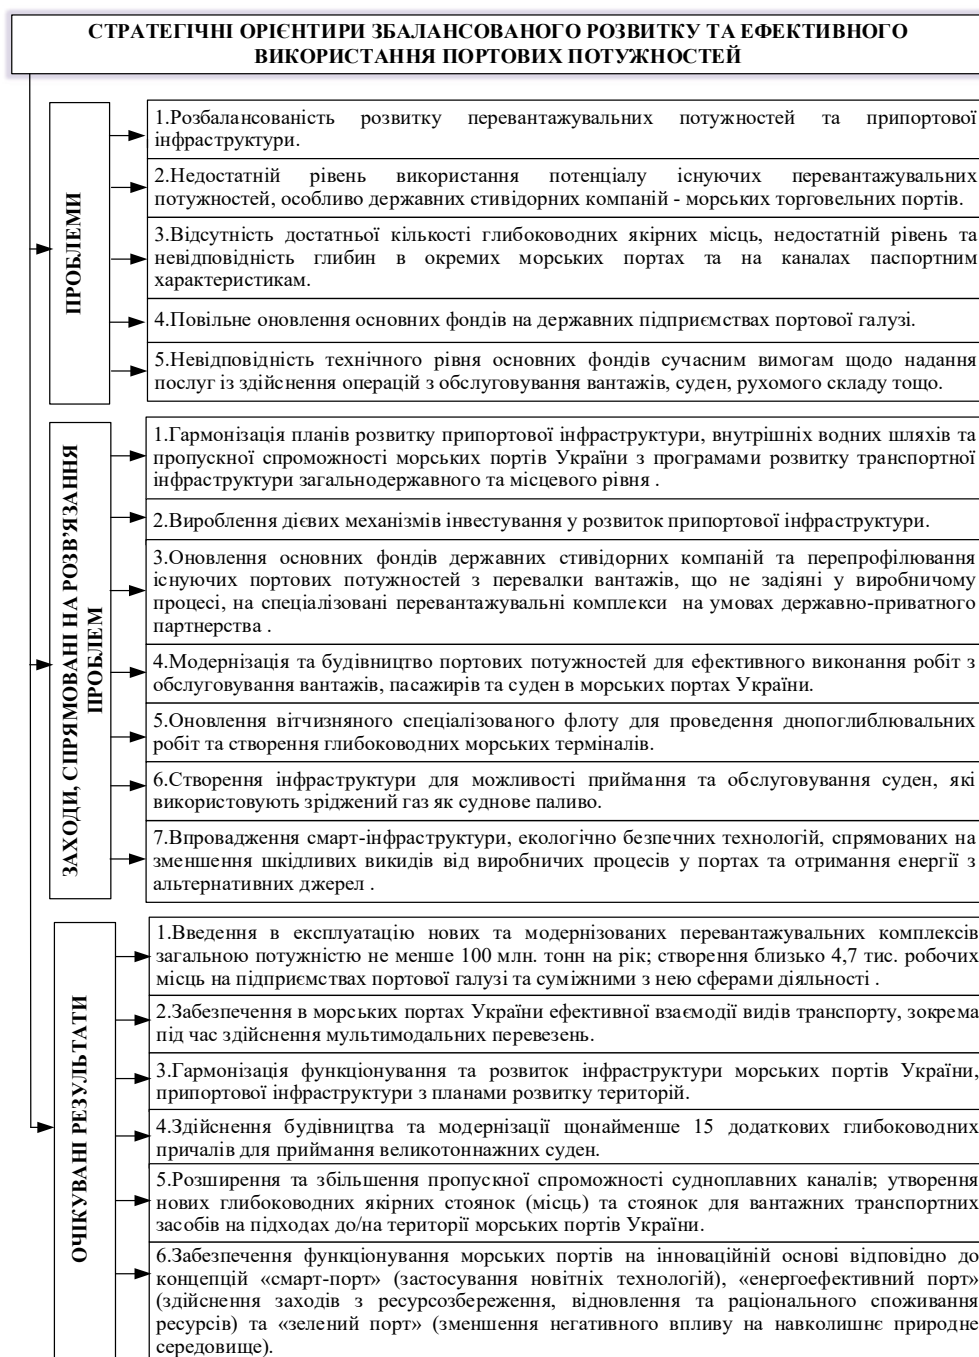 СТРАТЕГІЧНІ ОРІЄНТИРИ ЗБАЛАНСОВАНОГО РОЗВИТКУ ТА ЕФЕКТИВНОГО
ВИКОРИСТАННЯ ПОРТОВИХ ПОТУЖНОСТЕЙ
ПРОБЛЕМИ
1.Розбалансованість розвитку перевантажувальних потужностей та припортової
інфраструктури.
2.Недостатній рівень використання потенціалу існуючих перевантажувальних
потужностей, особливо державних стивідорних компаній - морських торговельних портів.
3.Відсутність достатньої кількості глибоководних якірних місць, недостатній рівень та
невідповідність глибин в окремих морських портах та на каналах паспортним
характеристикам.
4.Повільне оновлення основних фондів на державних підприємствах портової галузі.
5.Невідповідність технічного рівня основних фондів сучасним вимогам щодо надання
послуг із здійснення операцій з обслуговування вантажів, суден, рухомого складу тощо.
ЗАХОДИ, СПРЯМОВАНІ НА РОЗВ’ЯЗАННЯ
ПРОБЛЕМ
1.Гармонізація планів розвитку припортової інфраструктури, внутрішніх водних шляхів та
пропускної спроможності морських портів України з програмами розвитку транспортної
інфраструктури загальнодержавного та місцевого рівня .
2.Вироблення дієвих механізмів інвестування у розвиток припортової інфраструктури.
3.Оновлення основних фондів державних стивідорних компаній та перепрофілювання
існуючих портових потужностей з перевалки вантажів, що не задіяні у виробничому
процесі, на спеціалізовані перевантажувальні комплекси на умовах державно-приватного
партнерства .
4.Модернізація та будівництво портових потужностей для ефективного виконання робіт з
обслуговування вантажів, пасажирів та суден в морських портах України.
5.Оновлення вітчизняного спеціалізованого флоту для проведення днопоглиблювальних
робіт та створення глибоководних морських терміналів.
6.Створення інфраструктури для можливості приймання та обслуговування суден, які
використовують зріджений газ як суднове паливо.
7.Впровадження смарт-інфраструктури, екологічно безпечних технологій, спрямованих на
зменшення шкідливих викидів від виробничих процесів у портах та отримання енергії з
альтернативних джерел .
ОЧІКУВАНІ РЕЗУЛЬТАТИ
1.Введення в експлуатацію нових та модернізованих перевантажувальних комплексів
загальною потужністю не менше 100 млн. тонн на рік; створення близько 4,7 тис. робочих
місць на підприємствах портової галузі та суміжними з нею сферами діяльності .
2.Забезпечення в морських портах України ефективної взаємодії видів транспорту, зокрема
під час здійснення мультимодальних перевезень.
3.Гармонізація функціонування та розвиток інфраструктури морських портів України,
припортової інфраструктури з планами розвитку територій.
4.Здійснення будівництва та модернізації щонайменше 15 додаткових глибоководних
причалів для приймання великотоннажних суден.
5.Розширення та збільшення пропускної спроможності судноплавних каналів; утворення
нових глибоководних якірних стоянок (місць) та стоянок для вантажних транспортних
засобів на підходах до/на території морських портів України.
6.Забезпечення функціонування морських портів на інноваційній основі відповідно до
концепцій «смарт-порт» (застосування новітніх технологій), «енергоефективний порт»
(здійснення заходів з ресурсозбереження, відновлення та раціонального споживання
ресурсів) та «зелений порт» (зменшення негативного впливу на навколишнє природне
середовище).